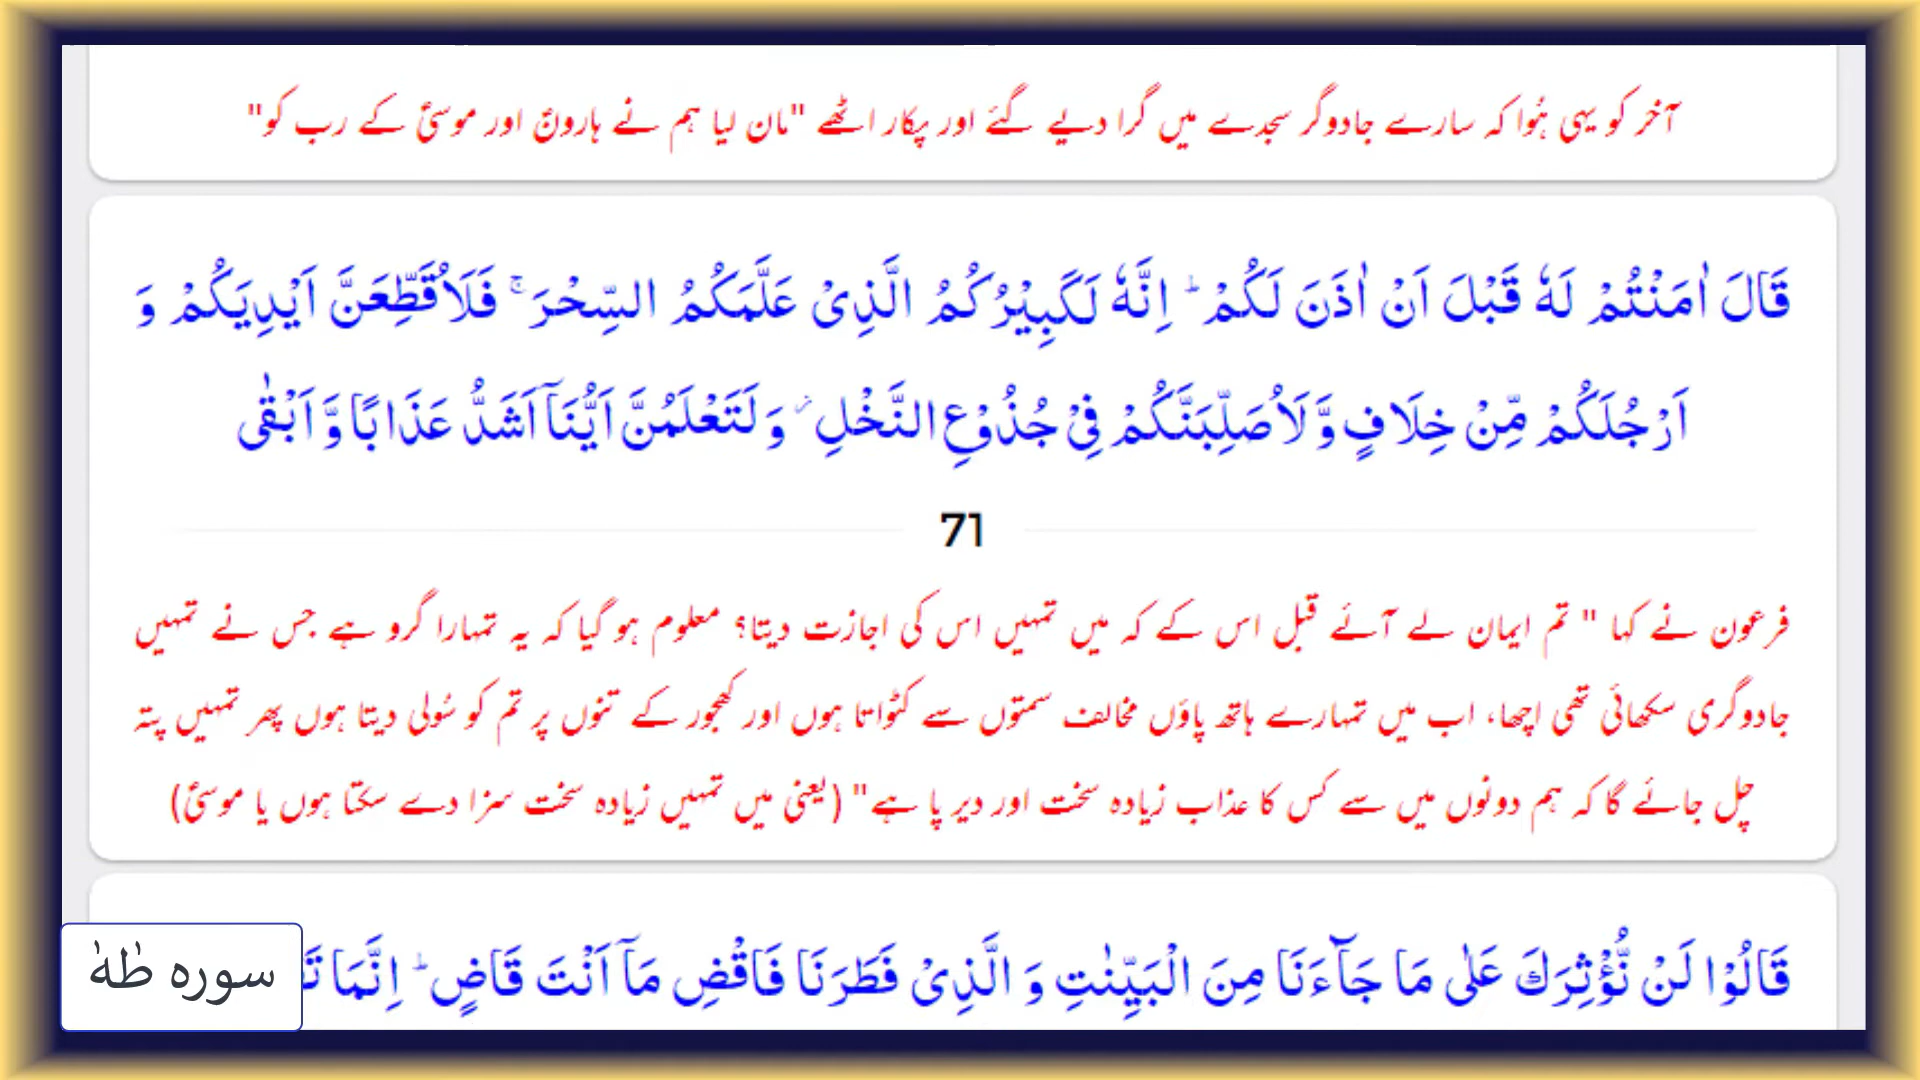 آخر کو یہی ہُوا کہ سارے جادوگر سجدے میں گرا دیے گئے اور پکار اٹھے "مان لیا ہم نے ہارونؑ اور موسیٰؑ کے رب کو"
قَالَ اٰمَنْتُمْ لَهٗ قَبْلَ اَنْ اٰذَنَ لَكُمْ ؕ اِنَّهٗ لَكَبِيْرُكُمُ الَّذِىْ عَلَّمَكُمُ السِّحْرَ ۚ فَلَاُقَطِّعَنَّ اَيْدِيَكُمْ وَ
اَرْجُلَكُمْ مِّنْ خِلَافٍ وَّلَاُصَلِّبَنَّكُمْ فِىْ جُذُوْعِ النَّخْلِ ؗ وَلَتَعْلَمُنَّ اَيُّنَاۤ اَشَدُّ عَذَابًا وَّاَبْقٰى
71
فرعون نے کہا " تم ایمان لے آئے قبل اس کے کہ میں تمہیں اس کی اجازت دیتا؟ معلوم ہو گیا کہ یہ تمہارا گرو ہے جس نے تمہیں
جادوگری سکھائی تھی اچھا، اب میں تمہارے ہاتھ پاؤں مخالف سمتوں سے کٹواتا ہوں اور کھجور کے تنوں پر تم کو سُولی دیتا ہوں پھر تمہیں پتہ
چل جائے گا کہ ہم دونوں میں سے کس کا عذاب زیادہ سخت اور دیر پا ہے" (یعنی میں تمہیں زیادہ سخت سزا دے سکتا ہوں یا موسیٰؑ)
قَالُوْا لَنْ نُّؤْثِرَكَ عَلٰى مَا جَآءَنَا مِنَ الْبَيِّنٰتِ وَ الَّذِىْ فَطَرَنَا فَاقْضِ مَاۤ اَنْتَ قَاضٍ ؕ اِنَّمَا
سورہ طٰهٰ